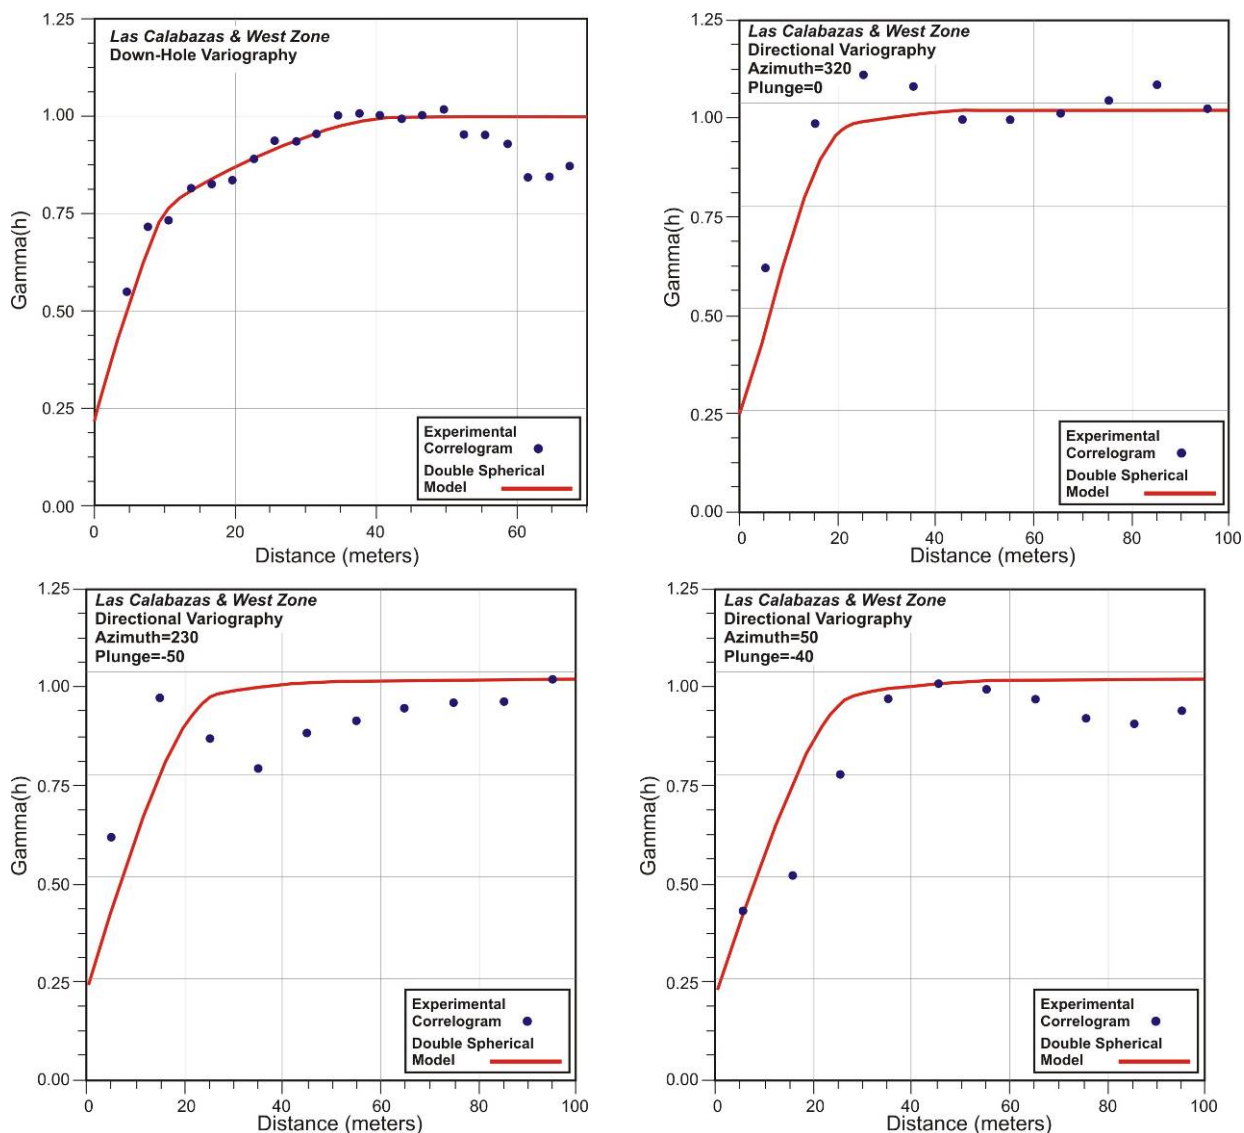 Las Calabazas & West Zone
Down-Hole Variography
1.25
1.00
0.75
0.50
0.25
0.00
Gamma(h)
Experimental
Correlogram
Double Spherical
Model
0 20 40 60
Distance (meters)
Las Calabazas & West Zone
Directional Variography
Azimuth=320
Plunge=0
1.25
1.00
0.75
0.50
0.25
0.00
Gamma(h)
Experimental
Correlogram
Double Spherical
Model
0 20 40 60 80 100
Distance (meters)
Las Calabazas & West Zone
Directional Variography
Azimuth=230
Plunge=-50
1.25
1.00
0.75
0.50
0.25
0.00
Gamma(h)
Experimental
Correlogram
Double Spherical
Model
0 20 40 60 80 100
Distance (meters)
Las Calabazas & West Zone
Directional Variography
Azimuth=50
Plunge=-40
1.25
1.00
0.75
0.50
0.25
0.00
Gamma(h)
Experimental
Correlogram
Double Spherical
Model
0 20 40 60 80 100
Distance (meters)